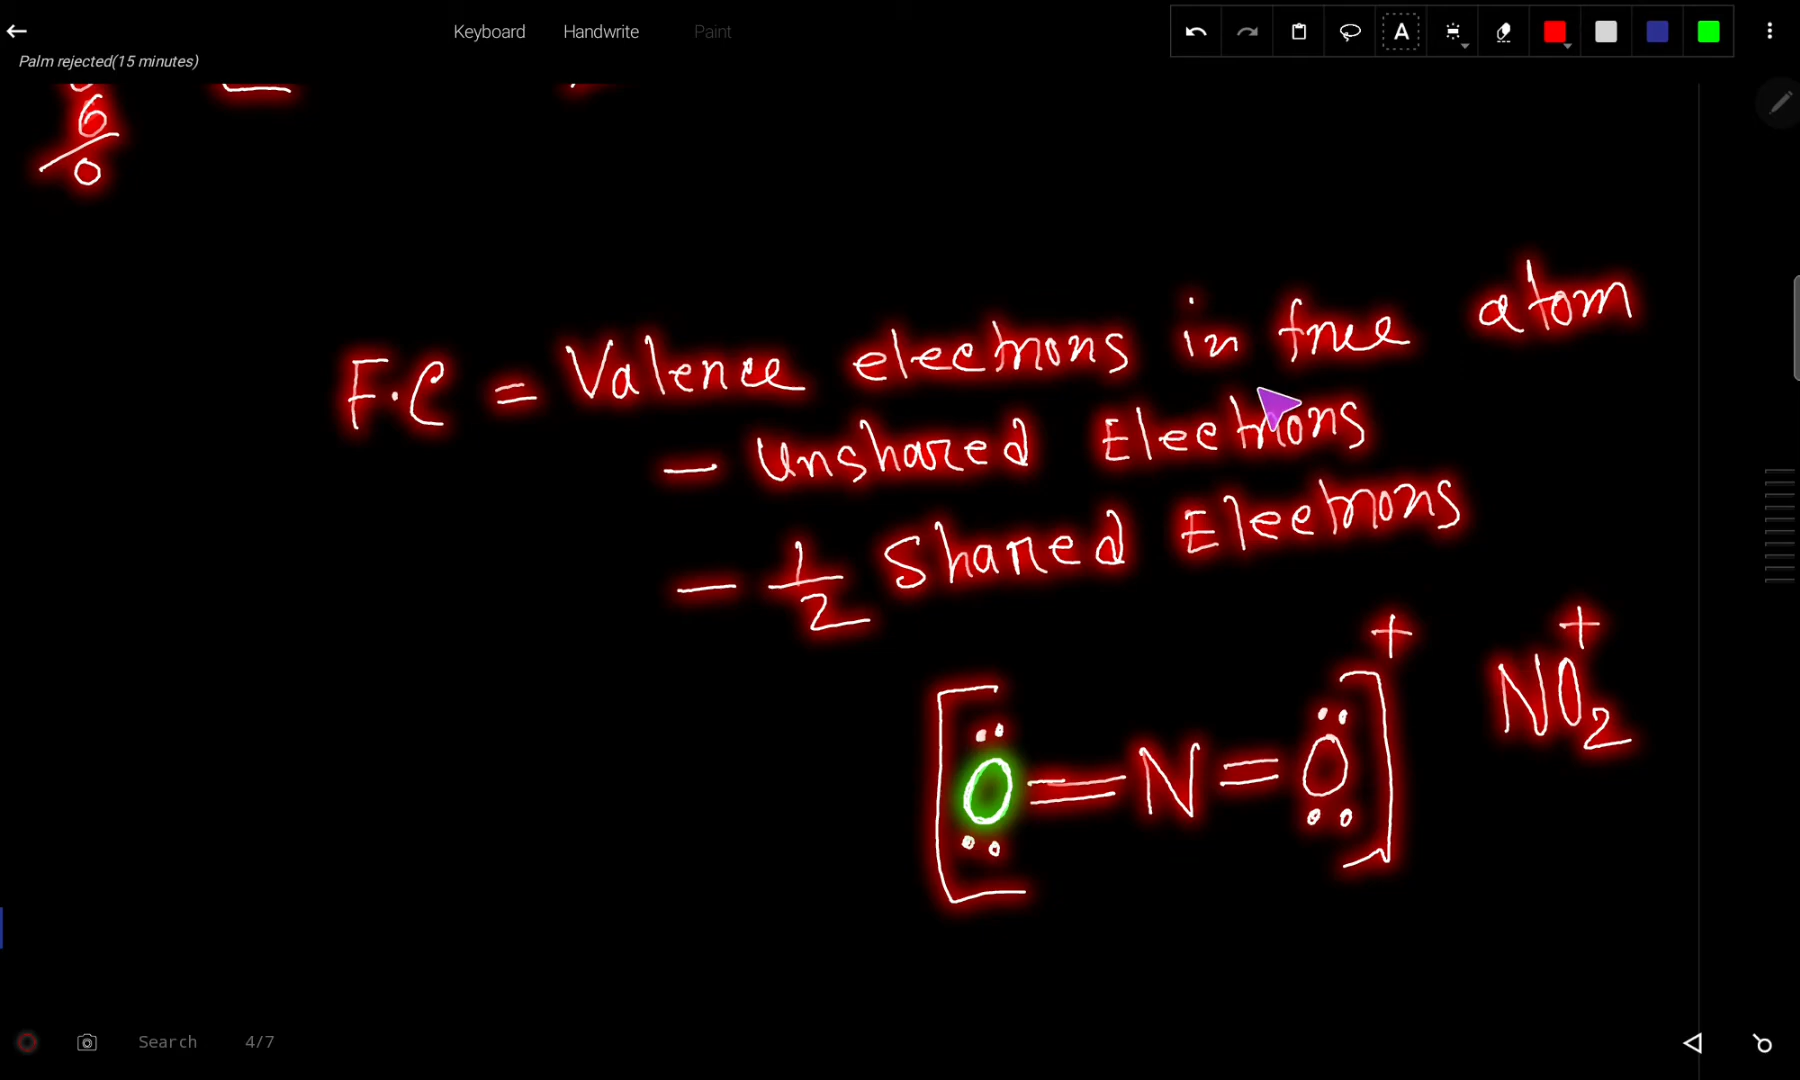 Keyboard Handwrite Paint A
Palm rejected(15 minutes)
6
0
F.C = Valence electrons in free atom
- Unshared Electrons
- 1/2 Shared Electrons
[O=N=O]+ NO2+
Search 4/7